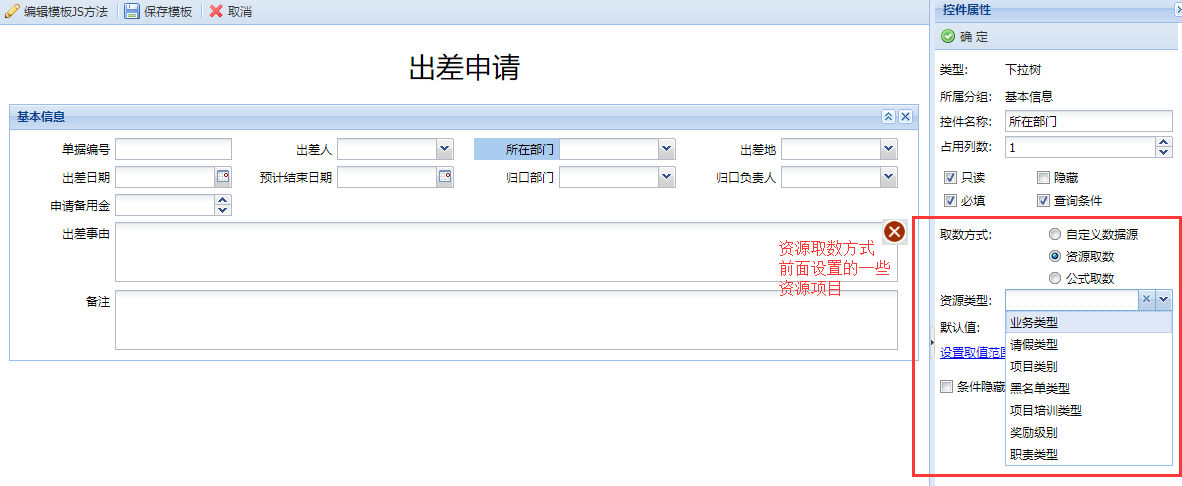 编辑模板JS方法 保存模板 取消
出差申请
基本信息
单据编号 出差人 所在部门 出差地
出差日期 预计结束日期 归口部门 归口负责人
申请备用金
出差事由
资源取数方式
前面设置的一些
资源项目
备注
控件属性
确 定
类型: 下拉树
所属分组: 基本信息
控件名称: 所在部门
占用列数: 1
只读 隐藏
必填 查询条件
取数方式: 自定义数据源
资源取数
公式取数
资源类型:
业务类型
默认值:
请假类型
设置取值范围
项目类别
条件隐藏
黑名单类型
项目培训类型
奖励级别
职责类型